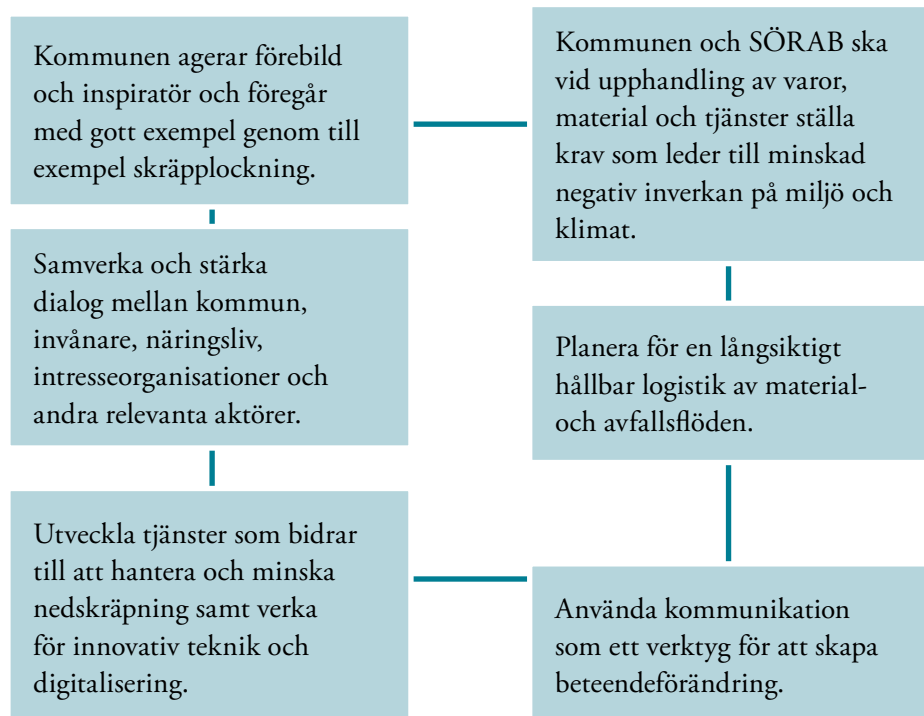 Kommunen agerar förebild
och inspiratör och föregår
med gott exempel genom till
exempel skräpplockning.
Kommunen och SÖRAB ska
vid upphandling av varor,
material och tjänster ställa
krav som leder till minskad
negativ inverkan på miljö och
klimat.
Samverka och stärka
dialog mellan kommun,
invånare, näringsliv,
intresseorganisationer och
andra relevanta aktörer.
Planera för en långsiktigt
hållbar logistik av material-
och avfallsflöden.
Utveckla tjänster som bidrar
till att hantera och minska
nedskräpning samt verka
för innovativ teknik och
digitalisering.
Använda kommunikation
som ett verktyg för att skapa
beteendeförändring.